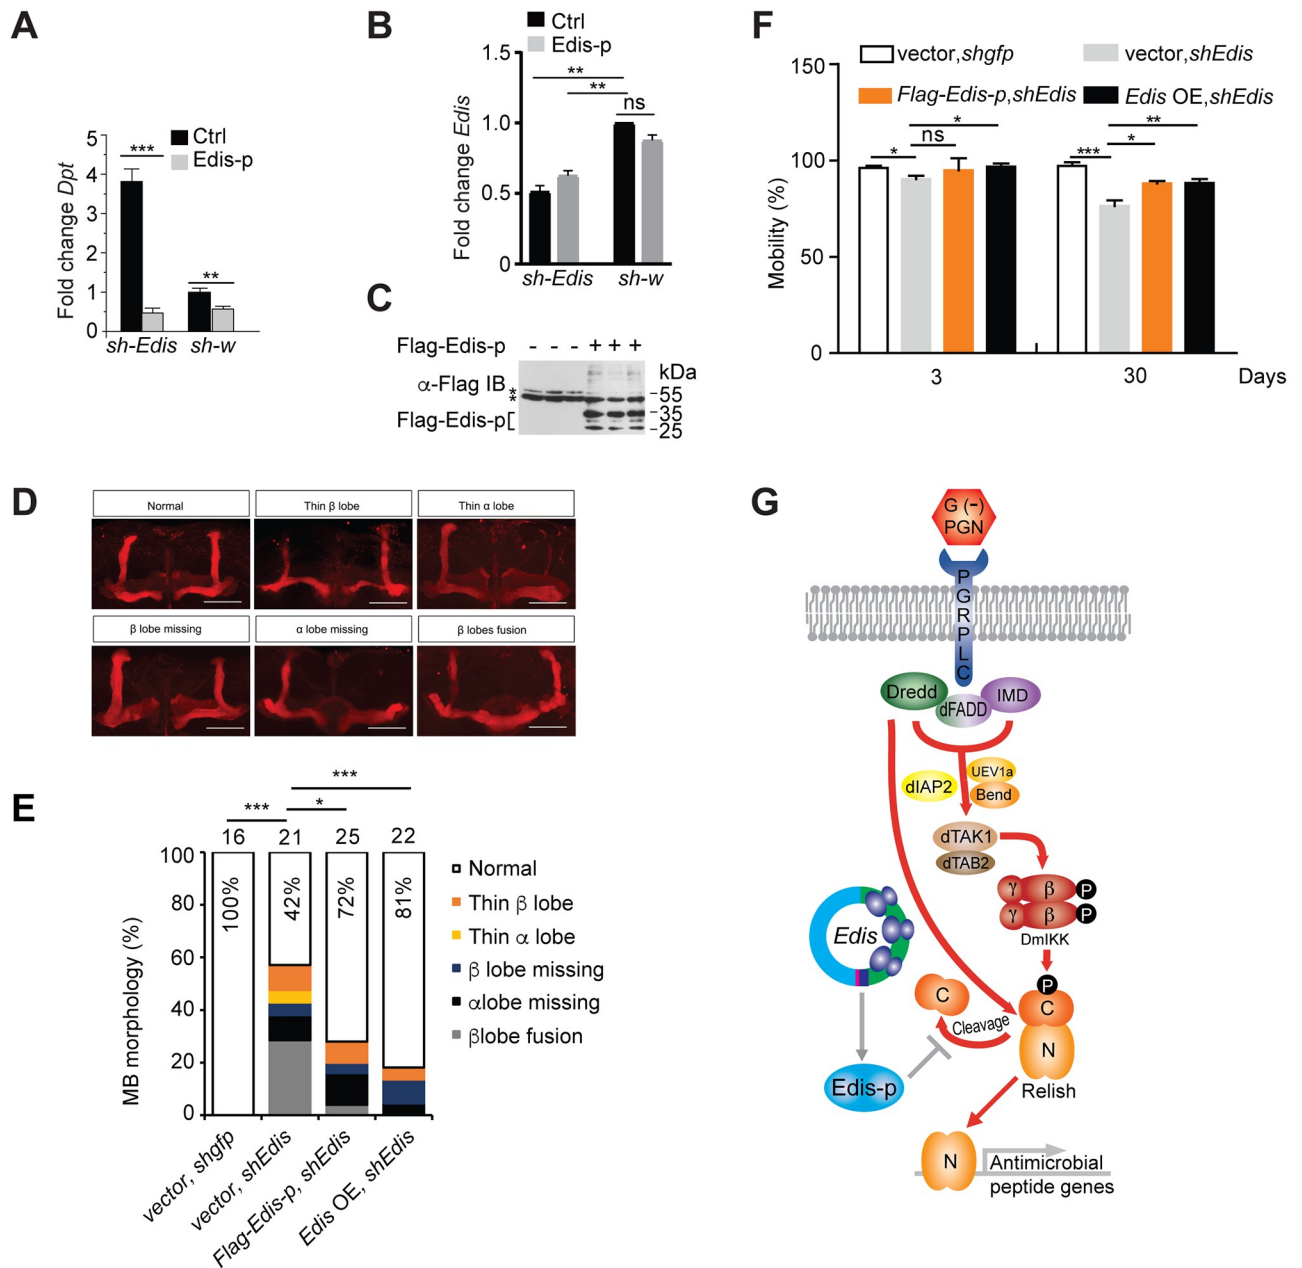 A
Ctrl
Edis-p
***
**
5
4
3
2
1
0
Fold change Dpt
sh-Edis
sh-w
B
Ctrl
Edis-p
**
**
ns
1.5
1.0
0.5
0
Fold change Edis
sh-Edis
sh-w
C
Flag-Edis-p - - - + + +
kDa
α-Flag IB
*
*
Flag-Edis-p[
-55
-35
-25
D
Normal
Thin β lobe
Thin α lobe
β lobe missing
α lobe missing
β lobes fusion
E
***
***
*
16 21 25 22
100%
42%
72%
81%
100
80
60
40
20
0
MB morphology (%)
vector, shgfp
vector, shEdis
Flag-Edis-p, shEdis
Edis OE, shEdis
Normal
Thin β lobe
Thin α lobe
β lobe missing
αlobe missing
βlobe fusion
F
vector,shgfp
vector,shEdis
Flag-Edis-p,shEdis
Edis OE,shEdis
150
100
50
0
Mobility (%)
*
ns
*
***
*
**
3
30
Days
G
G (-)
PGN
P
G
R
P
L
C
Dredd
dFADD
IMD
dIAP2
UEV1a
Bend
dTAK1
dTAB2
γ β P
γ β P
DmIKK
Edis
P
C
C
Cleavage
N
Relish
Edis-p
N
Antimicrobial
peptide genes